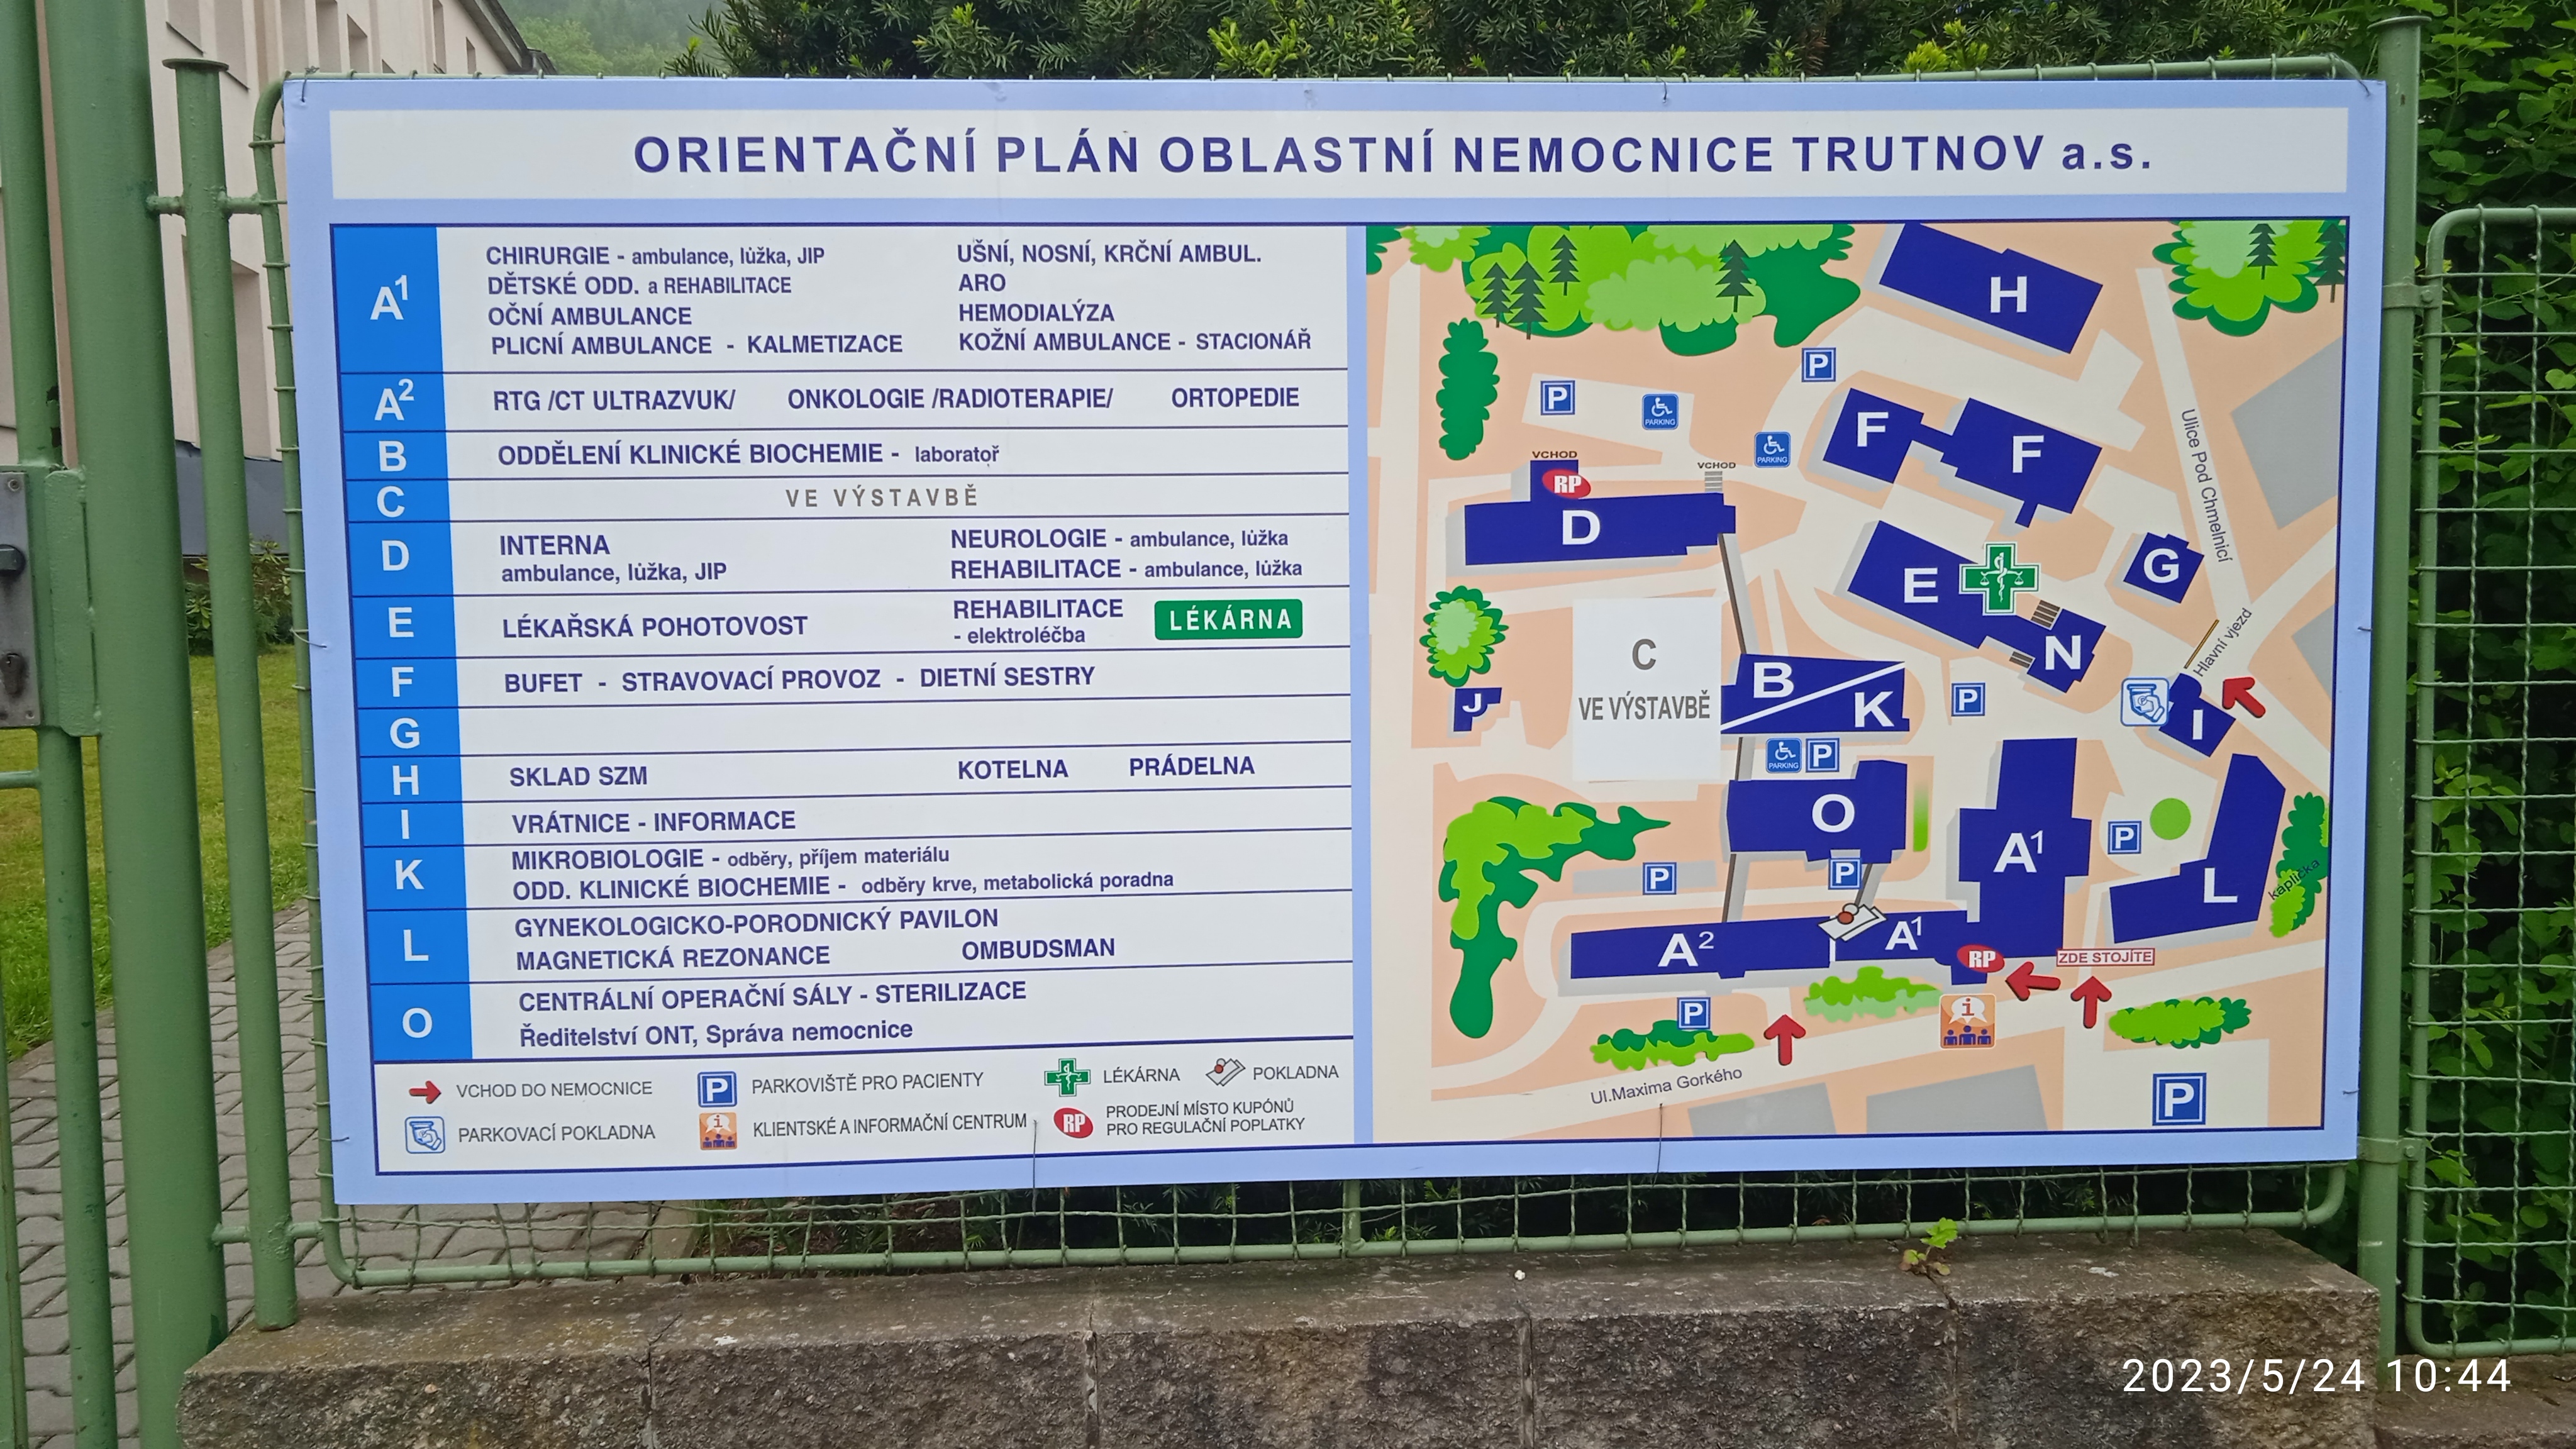 ORIENTAČNÍ PLÁN OBLASTNÍ NEMOCNICE TRUTNOV a.s.
A1
CHIRURGIE - ambulance, lůžka, JIP
DĚTSKÉ ODD. a REHABILITACE
OČNÍ AMBULANCE
PLICNÍ AMBULANCE - KALMETIZACE
UŠNÍ, NOSNÍ, KRČNÍ AMBUL.
ARO
HEMODIALÝZA
KOŽNÍ AMBULANCE - STACIONÁŘ
A2
RTG /CT ULTRAZVUK/ ONKOLOGIE /RADIOTERAPIE/ ORTOPEDIE
B
ODDĚLENÍ KLINICKÉ BIOCHEMIE - laboratoř
C
VE VÝSTAVBĚ
D
INTERNA
ambulance, lůžka, JIP
NEUROLOGIE - ambulance, lůžka
REHABILITACE - ambulance, lůžka
E
LÉKAŘSKÁ POHOTOVOST
REHABILITACE
- elektroléčba
LÉKÁRNA
F
BUFET - STRAVOVACÍ PROVOZ - DIETNÍ SESTRY
G
H
SKLAD SZM KOTELNA PRÁDELNA
I
VRÁTNICE - INFORMACE
K
MIKROBIOLOGIE - odběry, příjem materiálu
ODD. KLINICKÉ BIOCHEMIE - odběry krve, metabolická poradna
L
GYNEKOLOGICKO-PORODNICKÝ PAVILON
MAGNETICKÁ REZONANCE OMBUDSMAN
O
CENTRÁLNÍ OPERAČNÍ SÁLY - STERILIZACE
Ředitelství ONT, Správa nemocnice
VCHOD DO NEMOCNICE
P PARKOVIŠTĚ PRO PACIENTY
LÉKÁRNA
POKLADNA
PARKOVACÍ POKLADNA
i KLIENTSKÉ A INFORMAČNÍ CENTRUM
RP PRODEJNÍ MÍSTO KUPÓNŮ
PRO REGULAČNÍ POPLATKY
H
P
P
PARKING
PARKING
F
F
Ulice Pod Chmelnicí
VCHOD
VCHOD
RP
D
E
G
N
Hlavní vjezd
C
VE VÝSTAVBĚ
B
K
J
P
I
PARKING
P
O
A1
P
L
kaplička
P
P
A2
A1
RP
ZDE STOJÍTE
P
i
Ul.Maxima Gorkého
P
2023/5/24 10:44